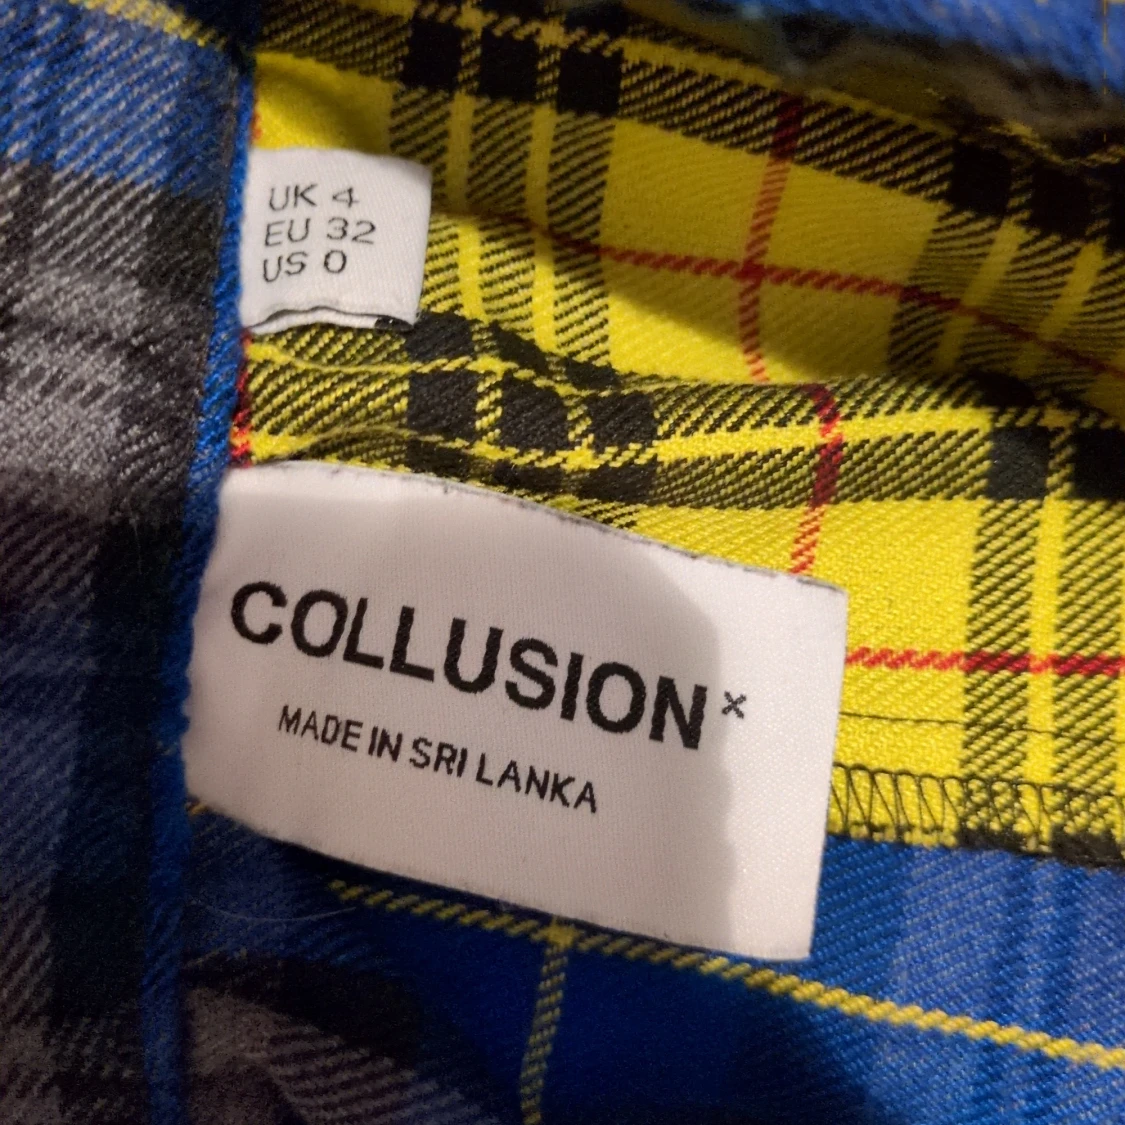 UK 4
EU 32
US 0
COLLUSION×
MADE IN SRI LANKA